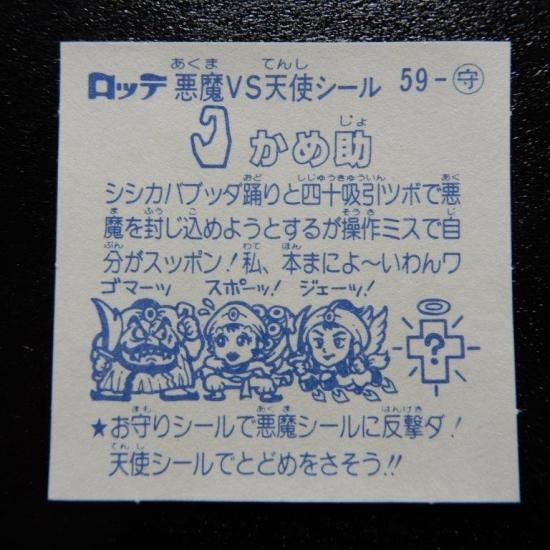 ロッテ 悪魔VS天使シール 59-守
かめ助
シシカバブッダ踊りと四十吸引ツボで悪
魔を封じ込めようとするが操作ミスで自
分がスッポン!私、本まによ〜いわんワ
ゴマーッ スポーッ! ジェーッ!
?
★お守りシールで悪魔シールに反撃ダ!
天使シールでとどめをさそう!!